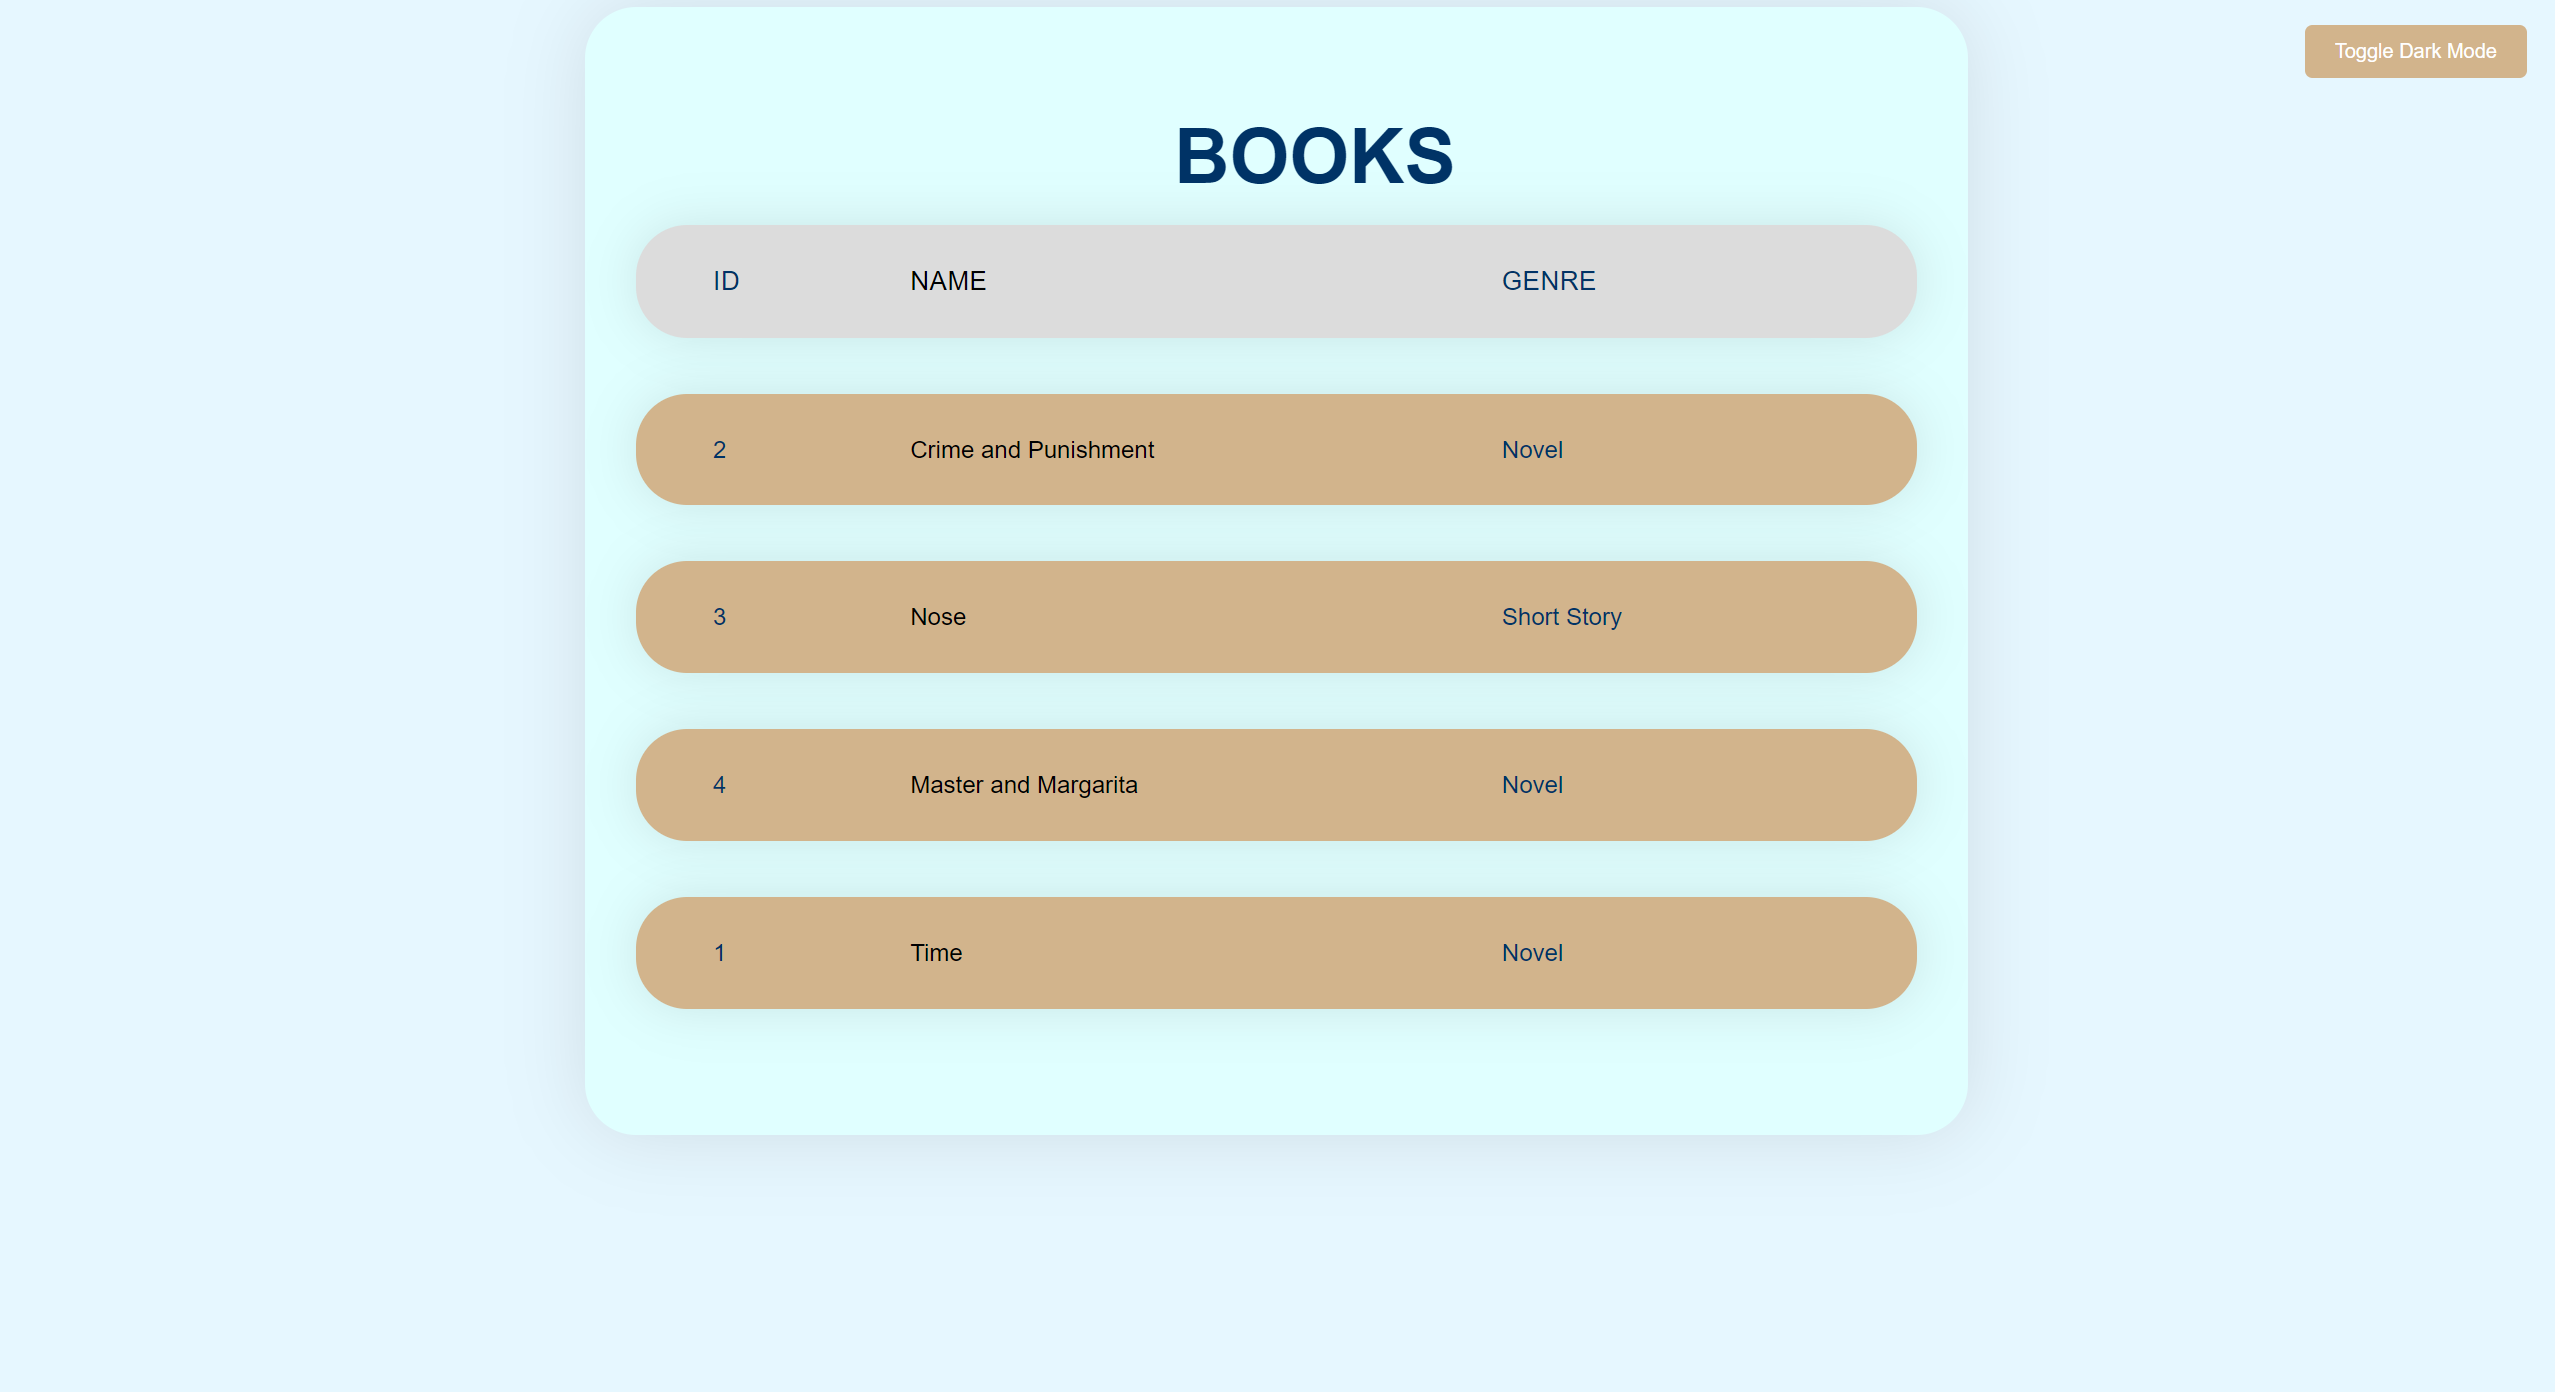 Toggle Dark Mode
BOOKS
ID NAME GENRE
2 Crime and Punishment Novel
3 Nose Short Story
4 Master and Margarita Novel
1 Time Novel